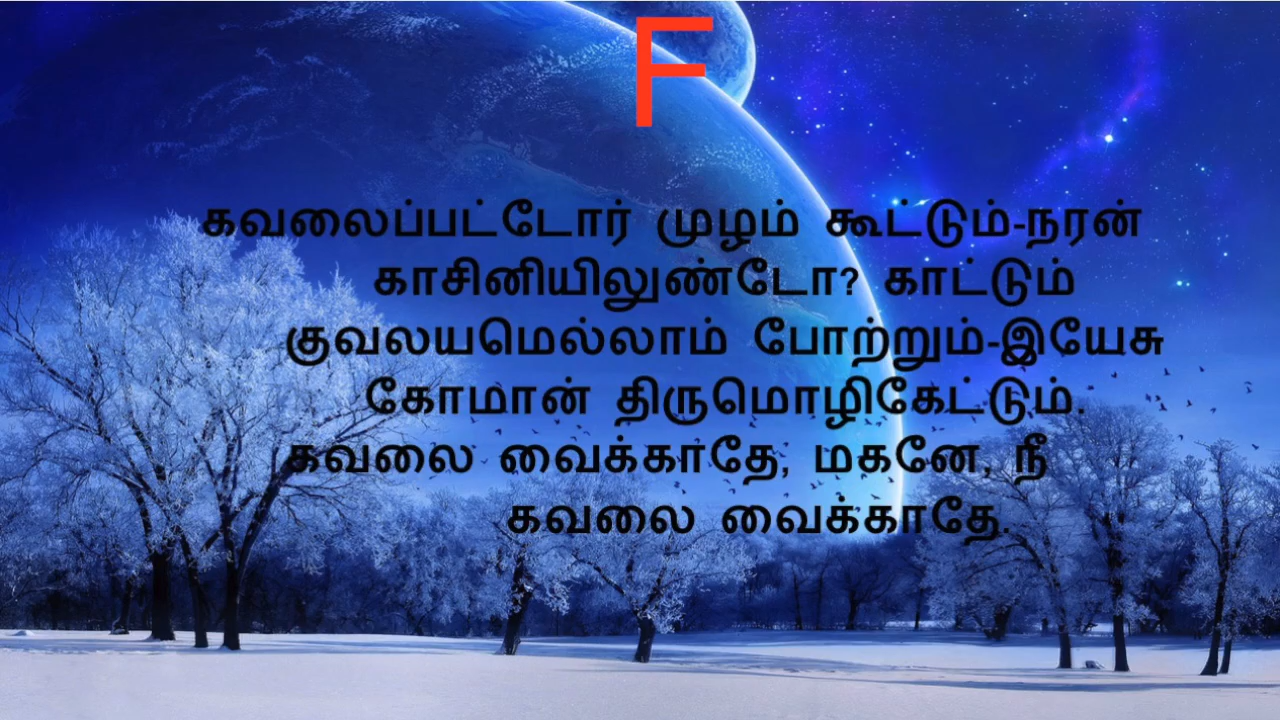 F
கவலைப்பட்டோர் முழம் கூட்டும்-நரன்
காசினியிலுண்டோ? காட்டும்
குவலயமெல்லாம் போற்றும்-இயேசு
கோமான் திருமொழிகேட்டும்.
கவலை வைக்காதே, மகனே, நீ
கவலை வைக்காதே.